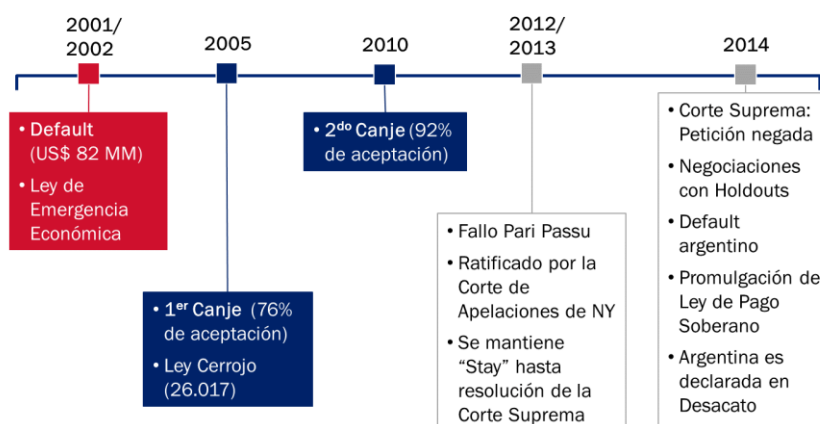 2001/
2002
2005
2010
2012/
2013
2014
• Default
(US$ 82 MM)
• Ley de
Emergencia
Económica
• 1er Canje (76%
de aceptación)
• Ley Cerrojo
(26.017)
• 2do Canje (92%
de aceptación)
• Fallo Pari Passu
• Ratificado por la
Corte de
Apelaciones de NY
• Se mantiene
“Stay” hasta
resolución de la
Corte Suprema
• Corte Suprema:
Petición negada
• Negociaciones
con Holdouts
• Default
argentino
• Promulgación de
Ley de Pago
Soberano
• Argentina es
declarada en
Desacato